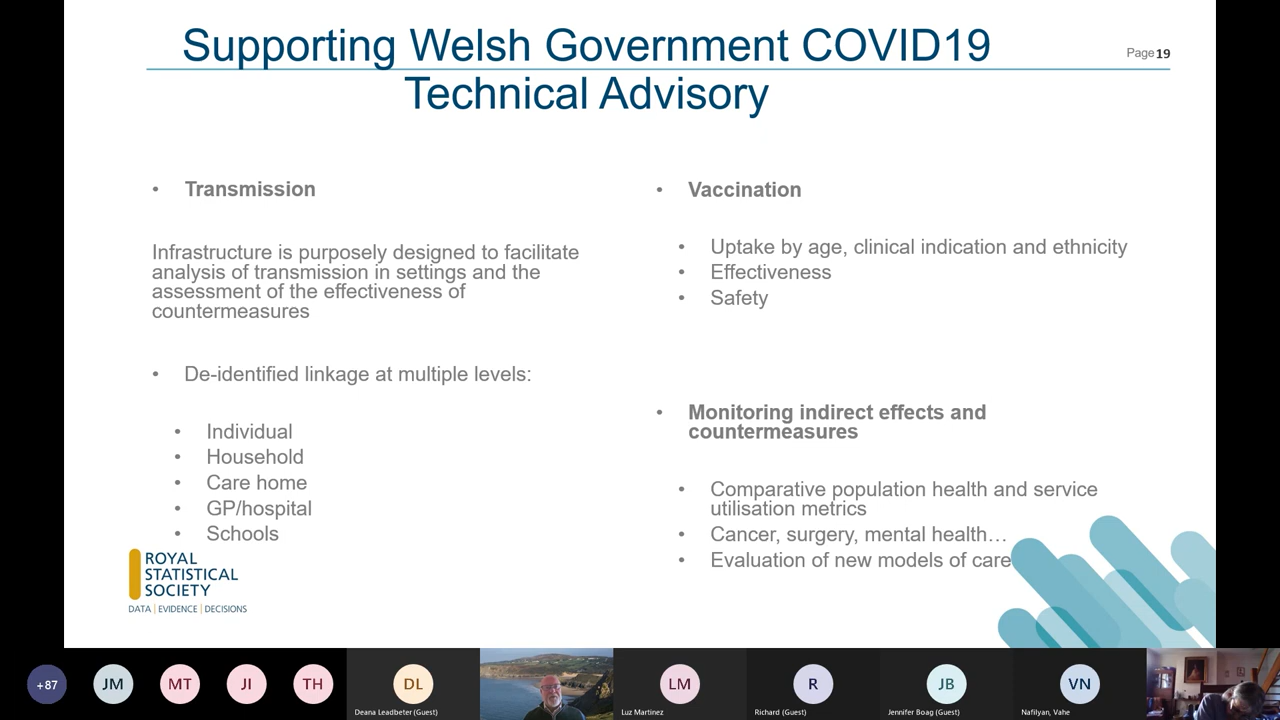 Supporting Welsh Government COVID19
Technical Advisory
Page 19
• Transmission
Infrastructure is purposely designed to facilitate
analysis of transmission in settings and the
assessment of the effectiveness of
countermeasures
• De-identified linkage at multiple levels:
• Individual
• Household
• Care home
• GP/hospital
• Schools
• Vaccination
• Uptake by age, clinical indication and ethnicity
• Effectiveness
• Safety
• Monitoring indirect effects and
countermeasures
• Comparative population health and service
utilisation metrics
• Cancer, surgery, mental health…
• Evaluation of new models of care
ROYAL
STATISTICAL
SOCIETY
DATA | EVIDENCE | DECISIONS
+87
JM
MT
JI
TH
DL
Deana Leadbeter (Guest)
LM
Luz Martinez
R
Richard (Guest)
JB
Jennifer Boag (Guest)
VN
Nafilyan, Vahe